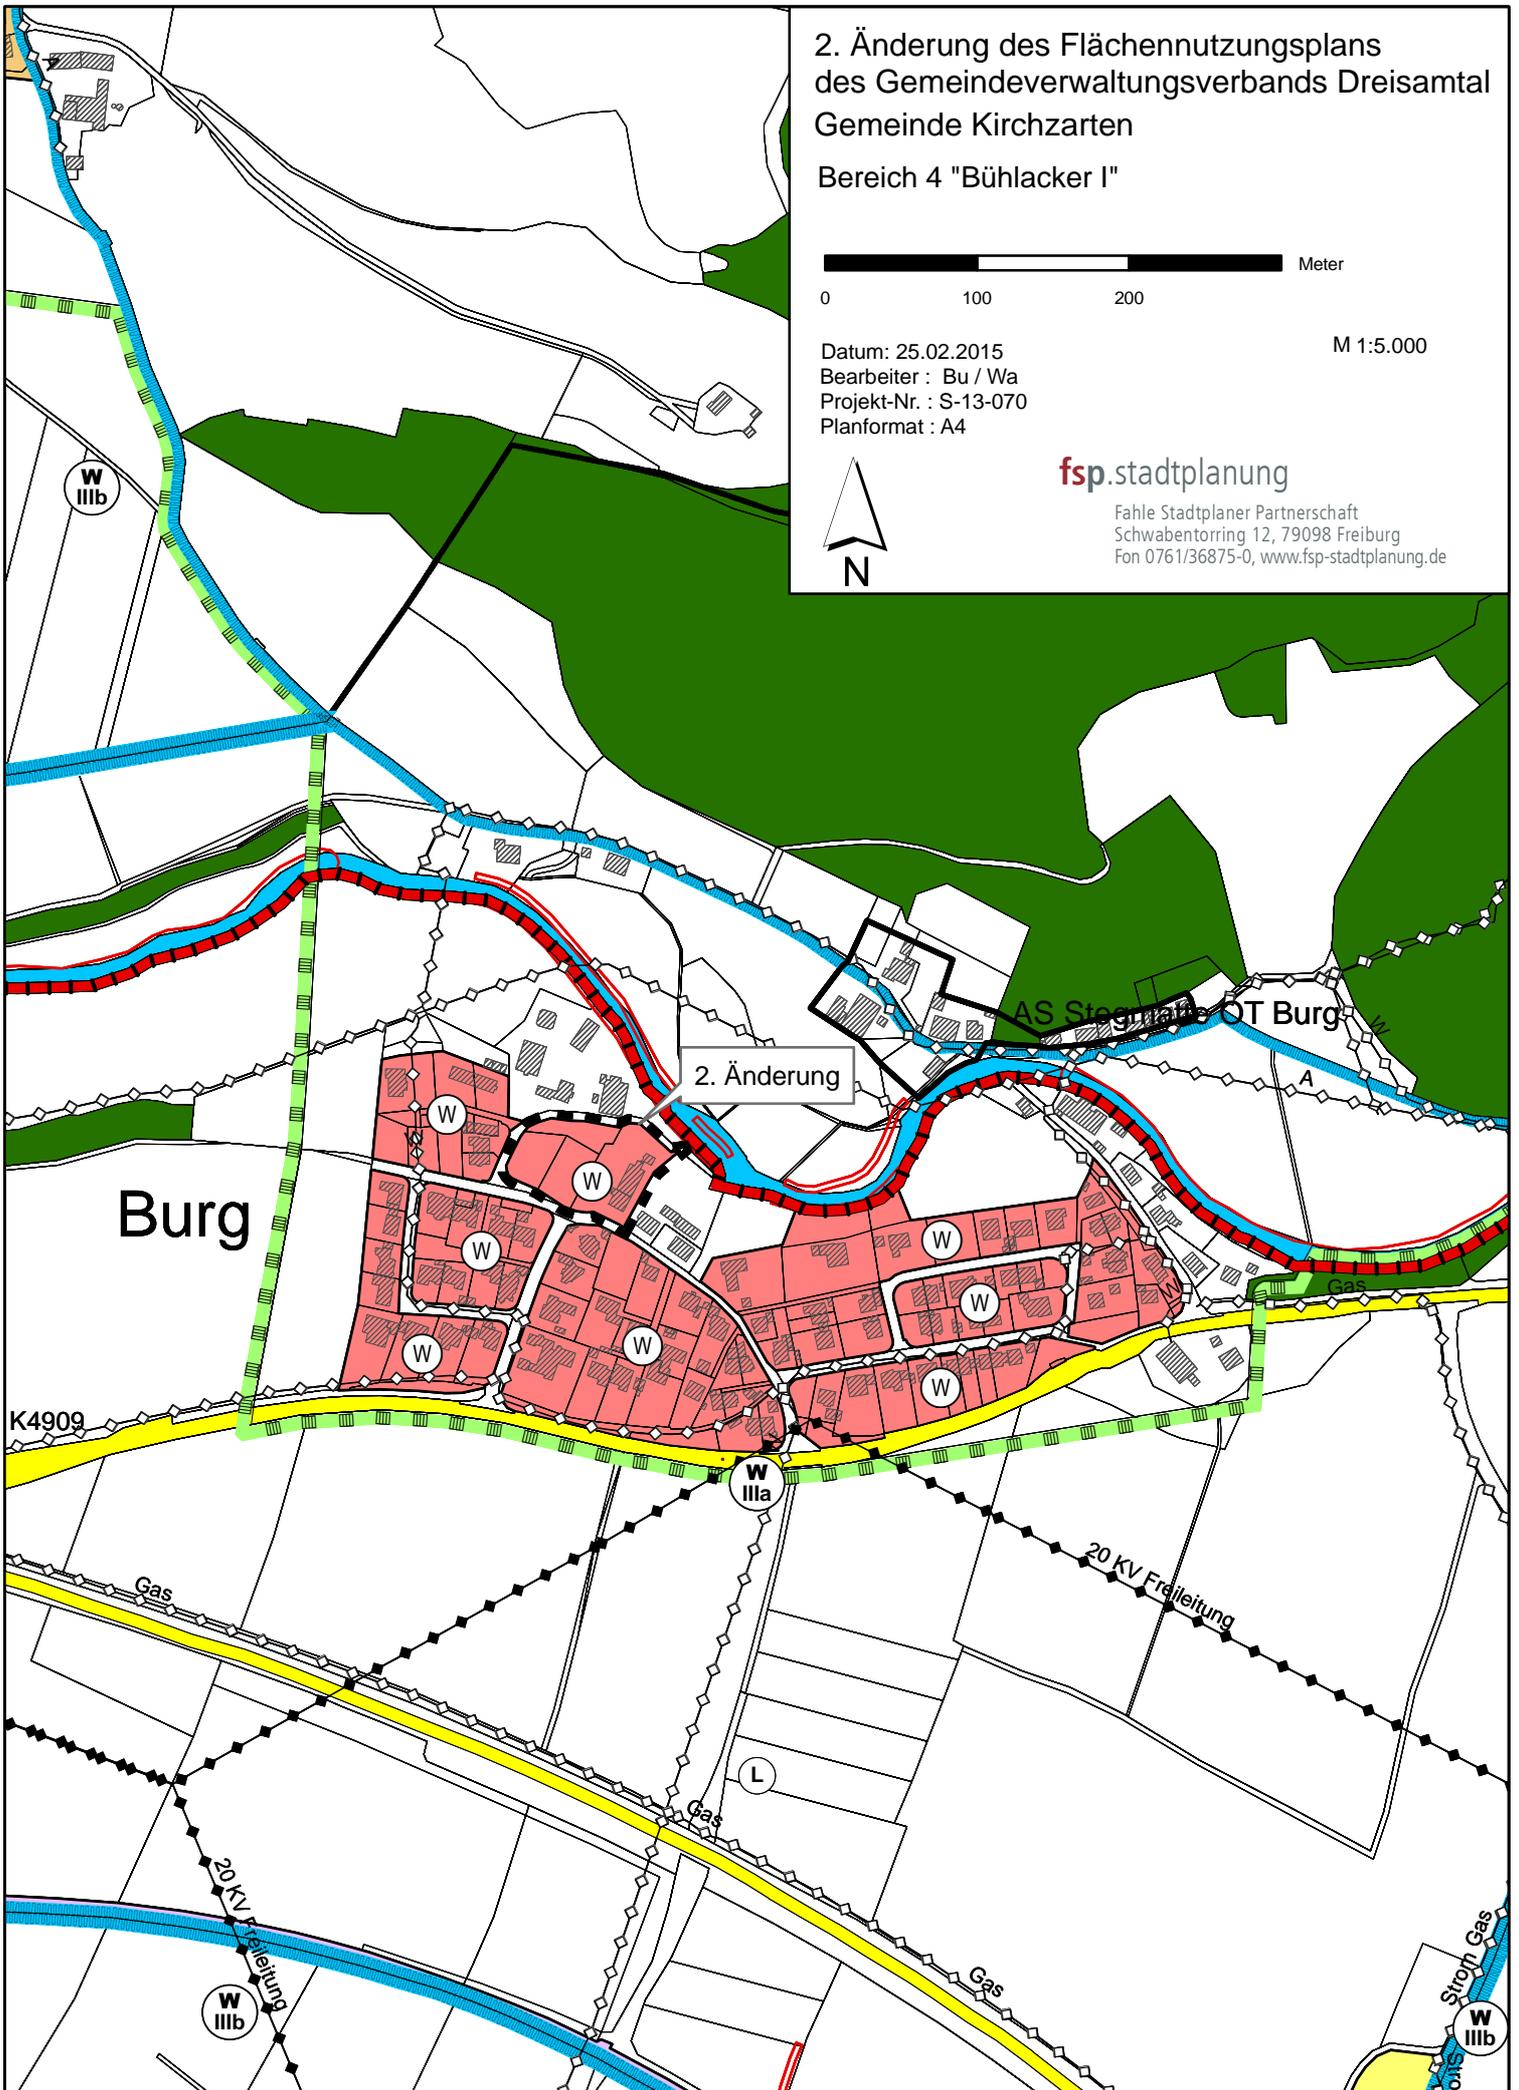 2. Änderung des Flächennutzungsplans
des Gemeindeverwaltungsverbands Dreisamtal
Gemeinde Kirchzarten
Bereich 4 "Bühlacker I"
Meter
0 100 200
M 1:5.000
Datum: 25.02.2015
Bearbeiter : Bu / Wa
Projekt-Nr. : S-13-070
Planformat : A4
fsp.stadtplanung
Fahle Stadtplaner Partnerschaft
Schwabentorring 12, 79098 Freiburg
Fon 0761/36875-0, www.fsp-stadtplanung.de
N
W
IIIb
AS Stegmatte OT Burg
W
A
2. Änderung
W
W
W
Burg
W
W
W
W
W
W
W
W
Gas
K4909
W
IIIa
20 KV Freileitung
Gas
L
Gas
20 KV Freileitung
Gas
Strom Gas
W
IIIb
W
IIIb